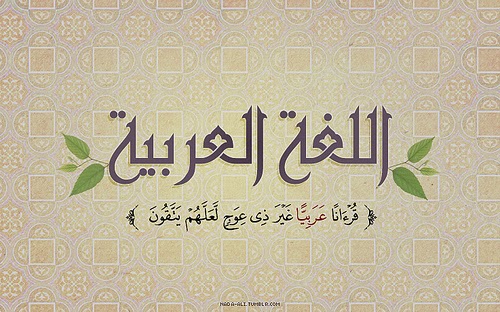 اللغة العربية
﴿ قُرْءَانًا عَرَبِيًّا غَيْرَ ذِى عِوَجٍ لَّعَلَّهُمْ يَتَّقُونَ ﴾
NADA-ALI.TUMBLR.COM